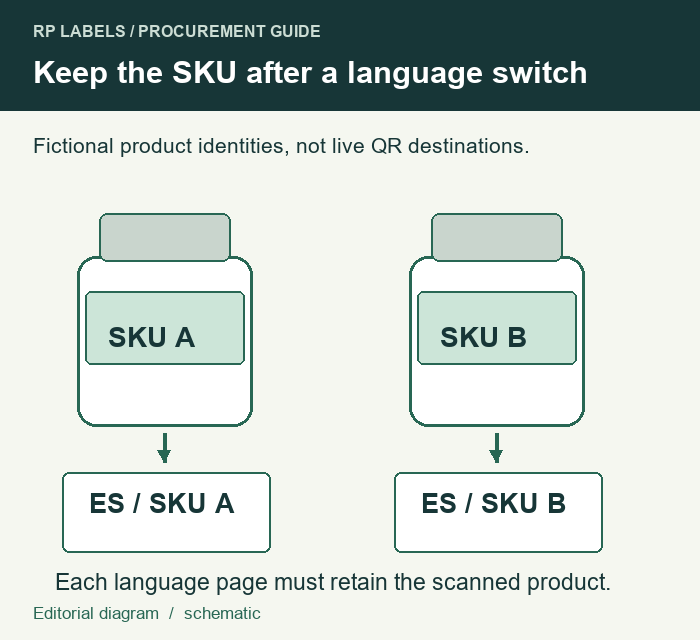 RP LABELS / PROCUREMENT GUIDE
Keep the SKU after a language switch
Fictional product identities, not live QR destinations.
SKU A
SKU B
ES / SKU A
ES / SKU B
Each language page must retain the scanned product.
Editorial diagram / schematic